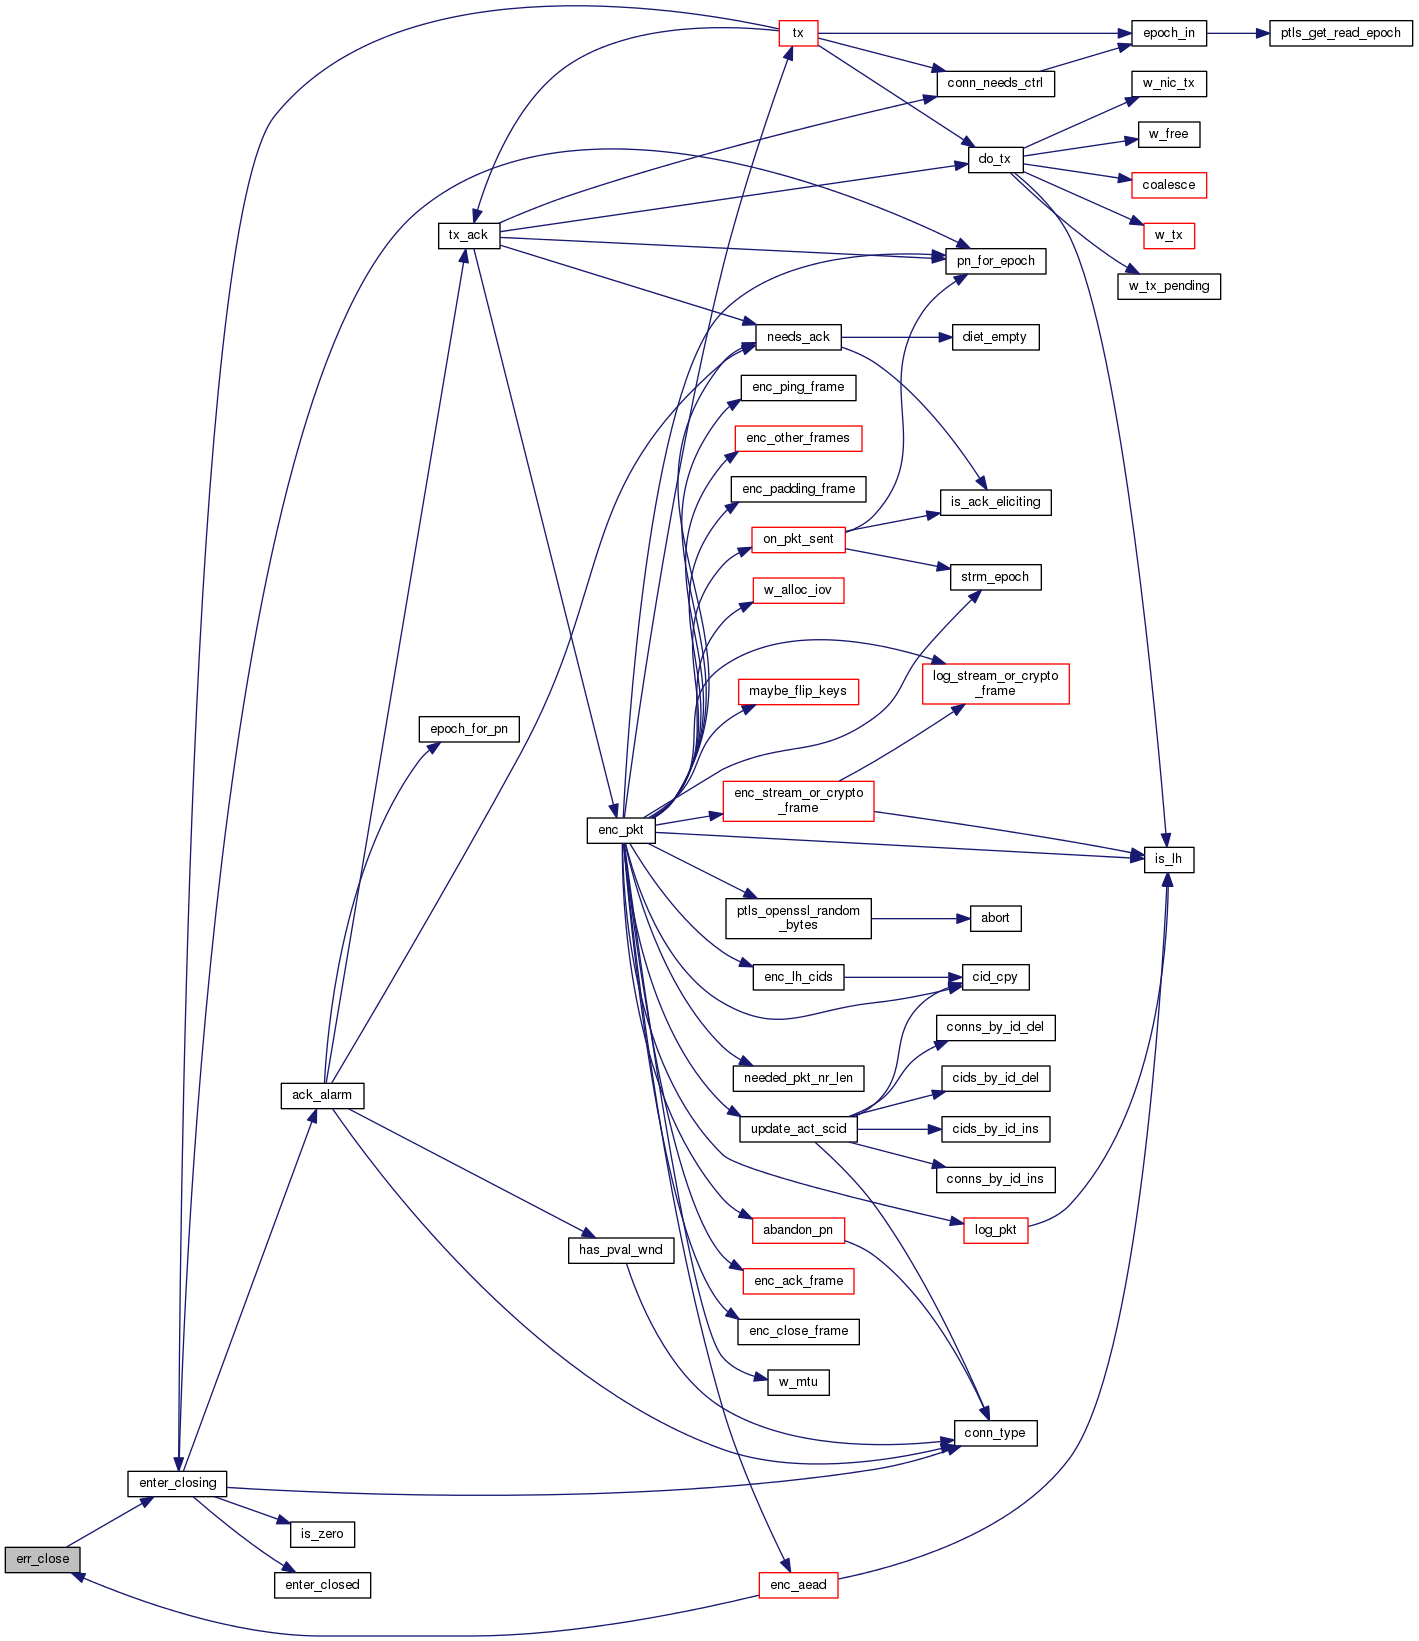 tx
epoch_in
ptls_get_read_epoch
conn_needs_ctrl
w_nic_tx
w_free
do_tx
coalesce
tx_ack
w_tx
pn_for_epoch
w_tx_pending
needs_ack
diet_empty
enc_ping_frame
enc_other_frames
enc_padding_frame
is_ack_eliciting
on_pkt_sent
strm_epoch
w_alloc_iov
log_stream_or_crypto
_frame
maybe_flip_keys
epoch_for_pn
enc_stream_or_crypto
_frame
enc_pkt
is_lh
ptls_openssl_random
_bytes
abort
enc_lh_cids
cid_cpy
conns_by_id_del
needed_pkt_nr_len
cids_by_id_del
ack_alarm
update_act_scid
cids_by_id_ins
conns_by_id_ins
abandon_pn
log_pkt
has_pval_wnd
enc_ack_frame
enc_close_frame
w_mtu
conn_type
enter_closing
is_zero
err_close
enter_closed
enc_aead